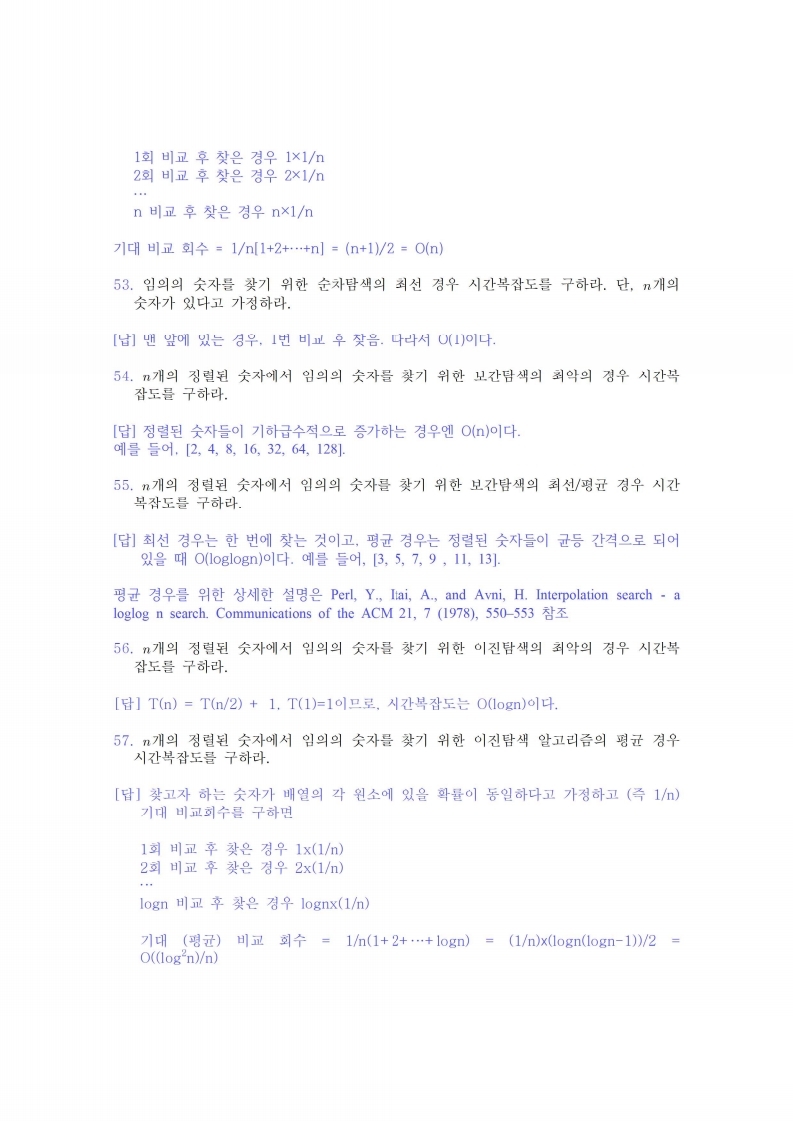 1회 비교 후 찾은 경우 1×1/n
2회 비교 후 찾은 경우 2×1/n
…
n 비교 후 찾은 경우 n×1/n
기대 비교 회수 = 1/n[1+2+…+n] = (n+1)/2 = O(n)
53. 임의의 숫자를 찾기 위한 순차탐색의 최선 경우 시간복잡도를 구하라. 단, n개의
숫자가 있다고 가정하라.
[답] 맨 앞에 있는 경우, 1번 비교 후 찾음. 따라서 O(1)이다.
54. n개의 정렬된 숫자에서 임의의 숫자를 찾기 위한 보간탐색의 최악의 경우 시간복
잡도를 구하라.
[답] 정렬된 숫자들이 기하급수적으로 증가하는 경우엔 O(n)이다.
예를 들어, [2, 4, 8, 16, 32, 64, 128].
55. n개의 정렬된 숫자에서 임의의 숫자를 찾기 위한 보간탐색의 최선/평균 경우 시간
복잡도를 구하라.
[답] 최선 경우는 한 번에 찾는 것이고, 평균 경우는 정렬된 숫자들이 균등 간격으로 되어
있을 때 O(loglogn)이다. 예를 들어, [3, 5, 7, 9 , 11, 13].
평균 경우를 위한 상세한 설명은 Perl, Y., Itai, A., and Avni, H. Interpolation search - a
loglog n search. Communications of the ACM 21, 7 (1978), 550–553 참조
56. n개의 정렬된 숫자에서 임의의 숫자를 찾기 위한 이진탐색의 최악의 경우 시간복
잡도를 구하라.
[답] T(n) = T(n/2) + 1, T(1)=1이므로, 시간복잡도는 O(logn)이다.
57. n개의 정렬된 숫자에서 임의의 숫자를 찾기 위한 이진탐색 알고리즘의 평균 경우
시간복잡도를 구하라.
[답] 찾고자 하는 숫자가 배열의 각 원소에 있을 확률이 동일하다고 가정하고 (즉 1/n)
기대 비교회수를 구하면
1회 비교 후 찾은 경우 1x(1/n)
2회 비교 후 찾은 경우 2x(1/n)
…
logn 비교 후 찾은 경우 lognx(1/n)
기대 (평균) 비교 회수 = 1/n(1+2+…+logn) = (1/n)x(logn(logn-1))/2 =
O((log²n)/n)